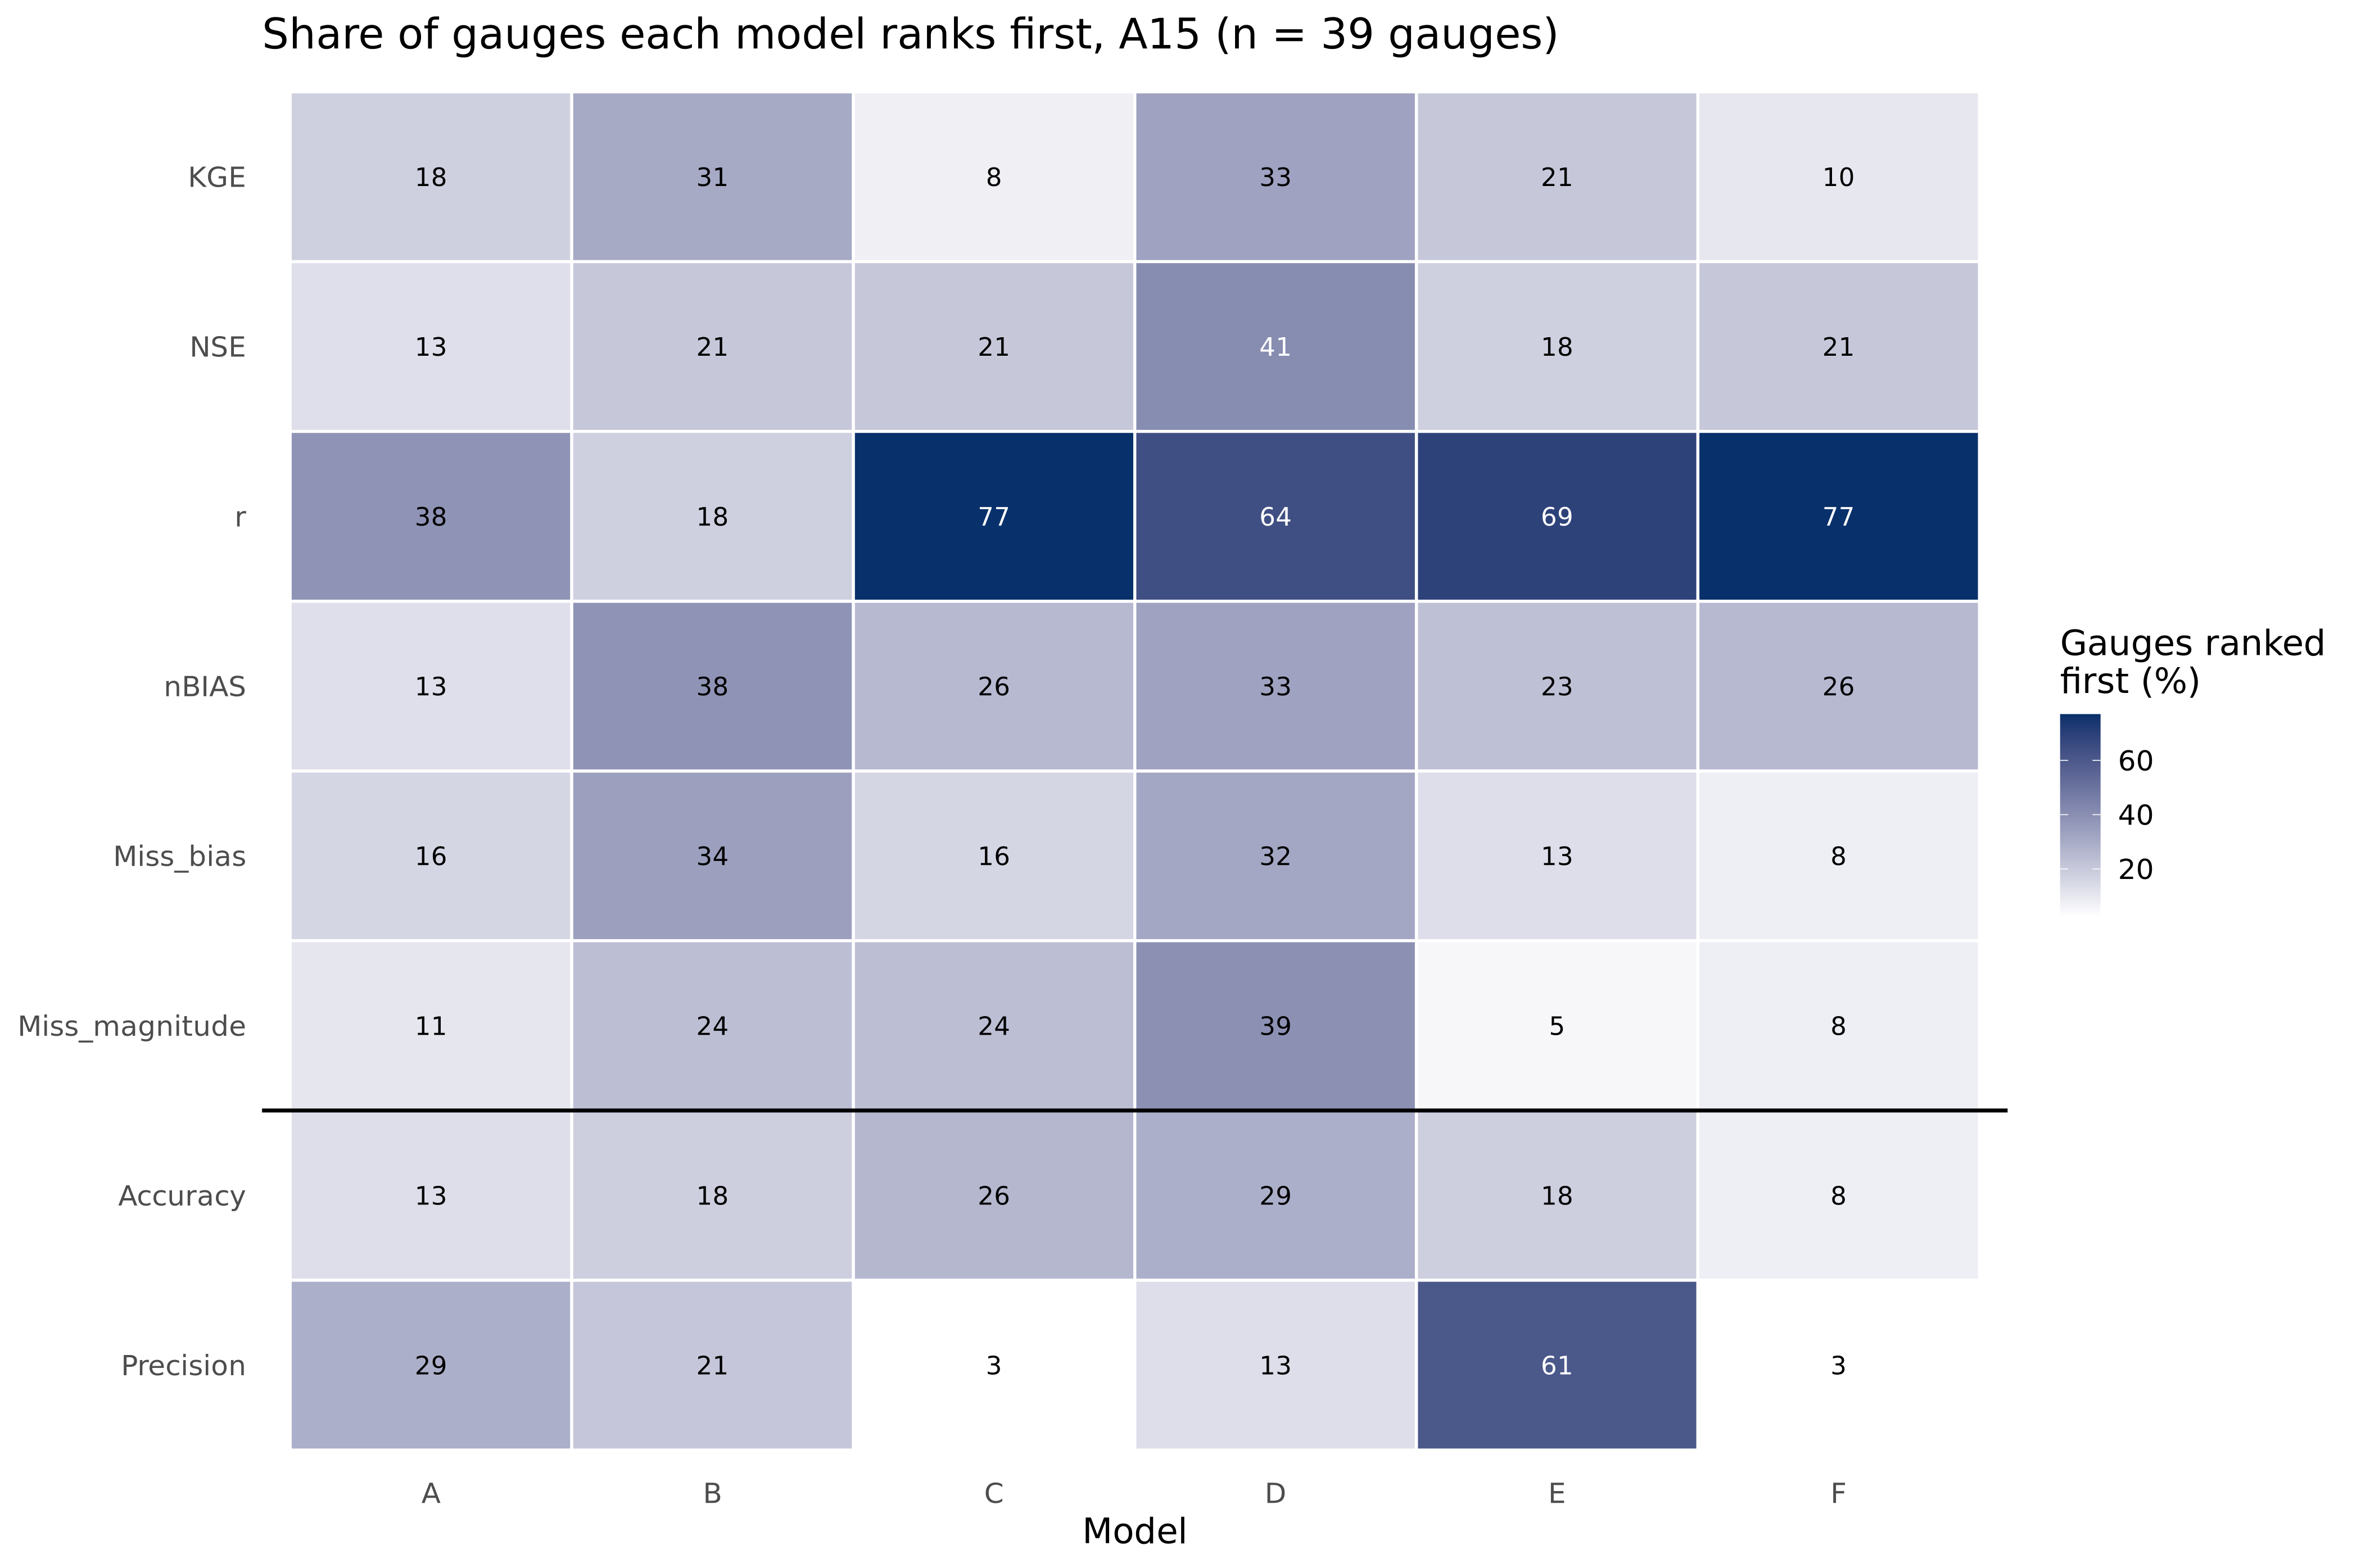 Share of gauges each model ranks first, A15 (n = 39 gauges)
KGE 18 31 8 33 21 10
NSE 13 21 21 41 18 21
r 38 18 77 64 69 77
nBIAS 13 38 26 33 23 26
Miss_bias 16 34 16 32 13 8
Miss_magnitude 11 24 24 39 5 8
Accuracy 13 18 26 29 18 8
Precision 29 21 3 13 61 3
A B C D E F
Model
Gauges ranked
first (%)
60
40
20